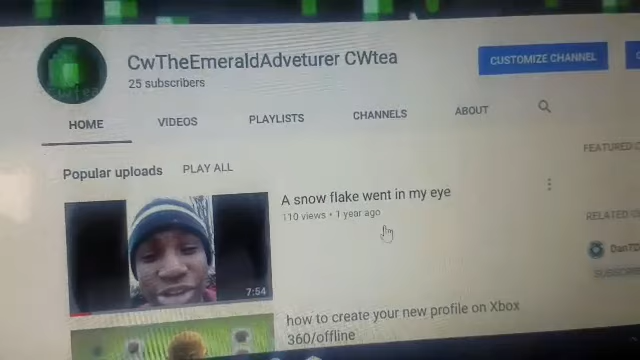 CwTheEmeraldAdveturer CWtea
25 subscribers
CUSTOMIZE CHANNEL
HOME VIDEOS PLAYLISTS CHANNELS ABOUT
Popular uploads PLAY ALL
FEATURED
A snow flake went in my eye
110 views • 1 year ago
RELATED
7:54
how to create your new profile on Xbox
360/offline